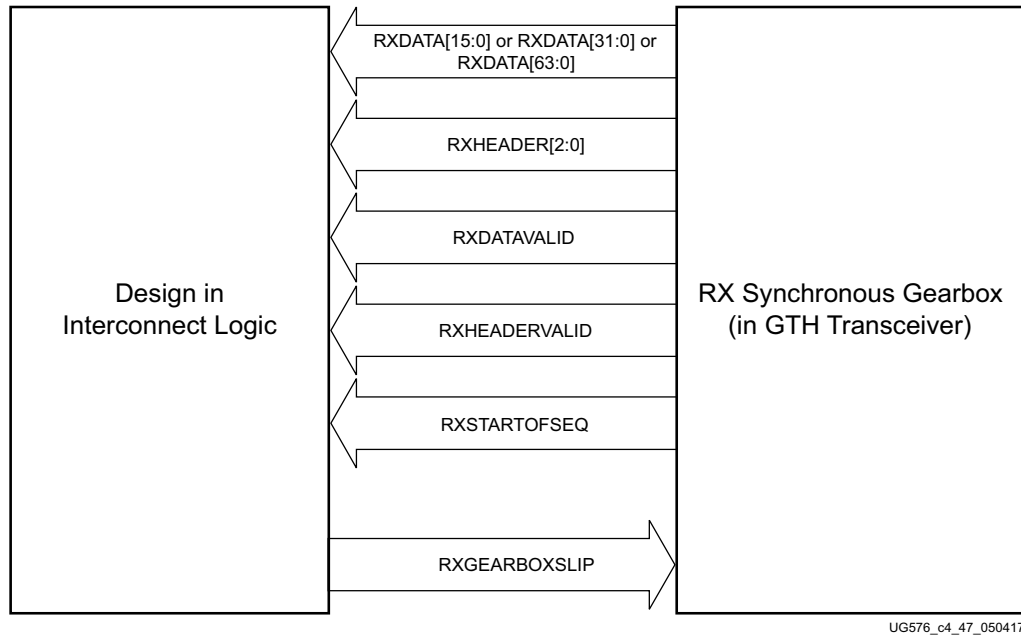 RXDATA[15:0] or RXDATA[31:0] or
RXDATA[63:0]
RXHEADER[2:0]
RXDATAVALID
Design in
Interconnect Logic
RX Synchronous Gearbox
(in GTH Transceiver)
RXHEADERVALID
RXSTARTOFSEQ
RXGEARBOXSLIP
UG576_c4_47_050417